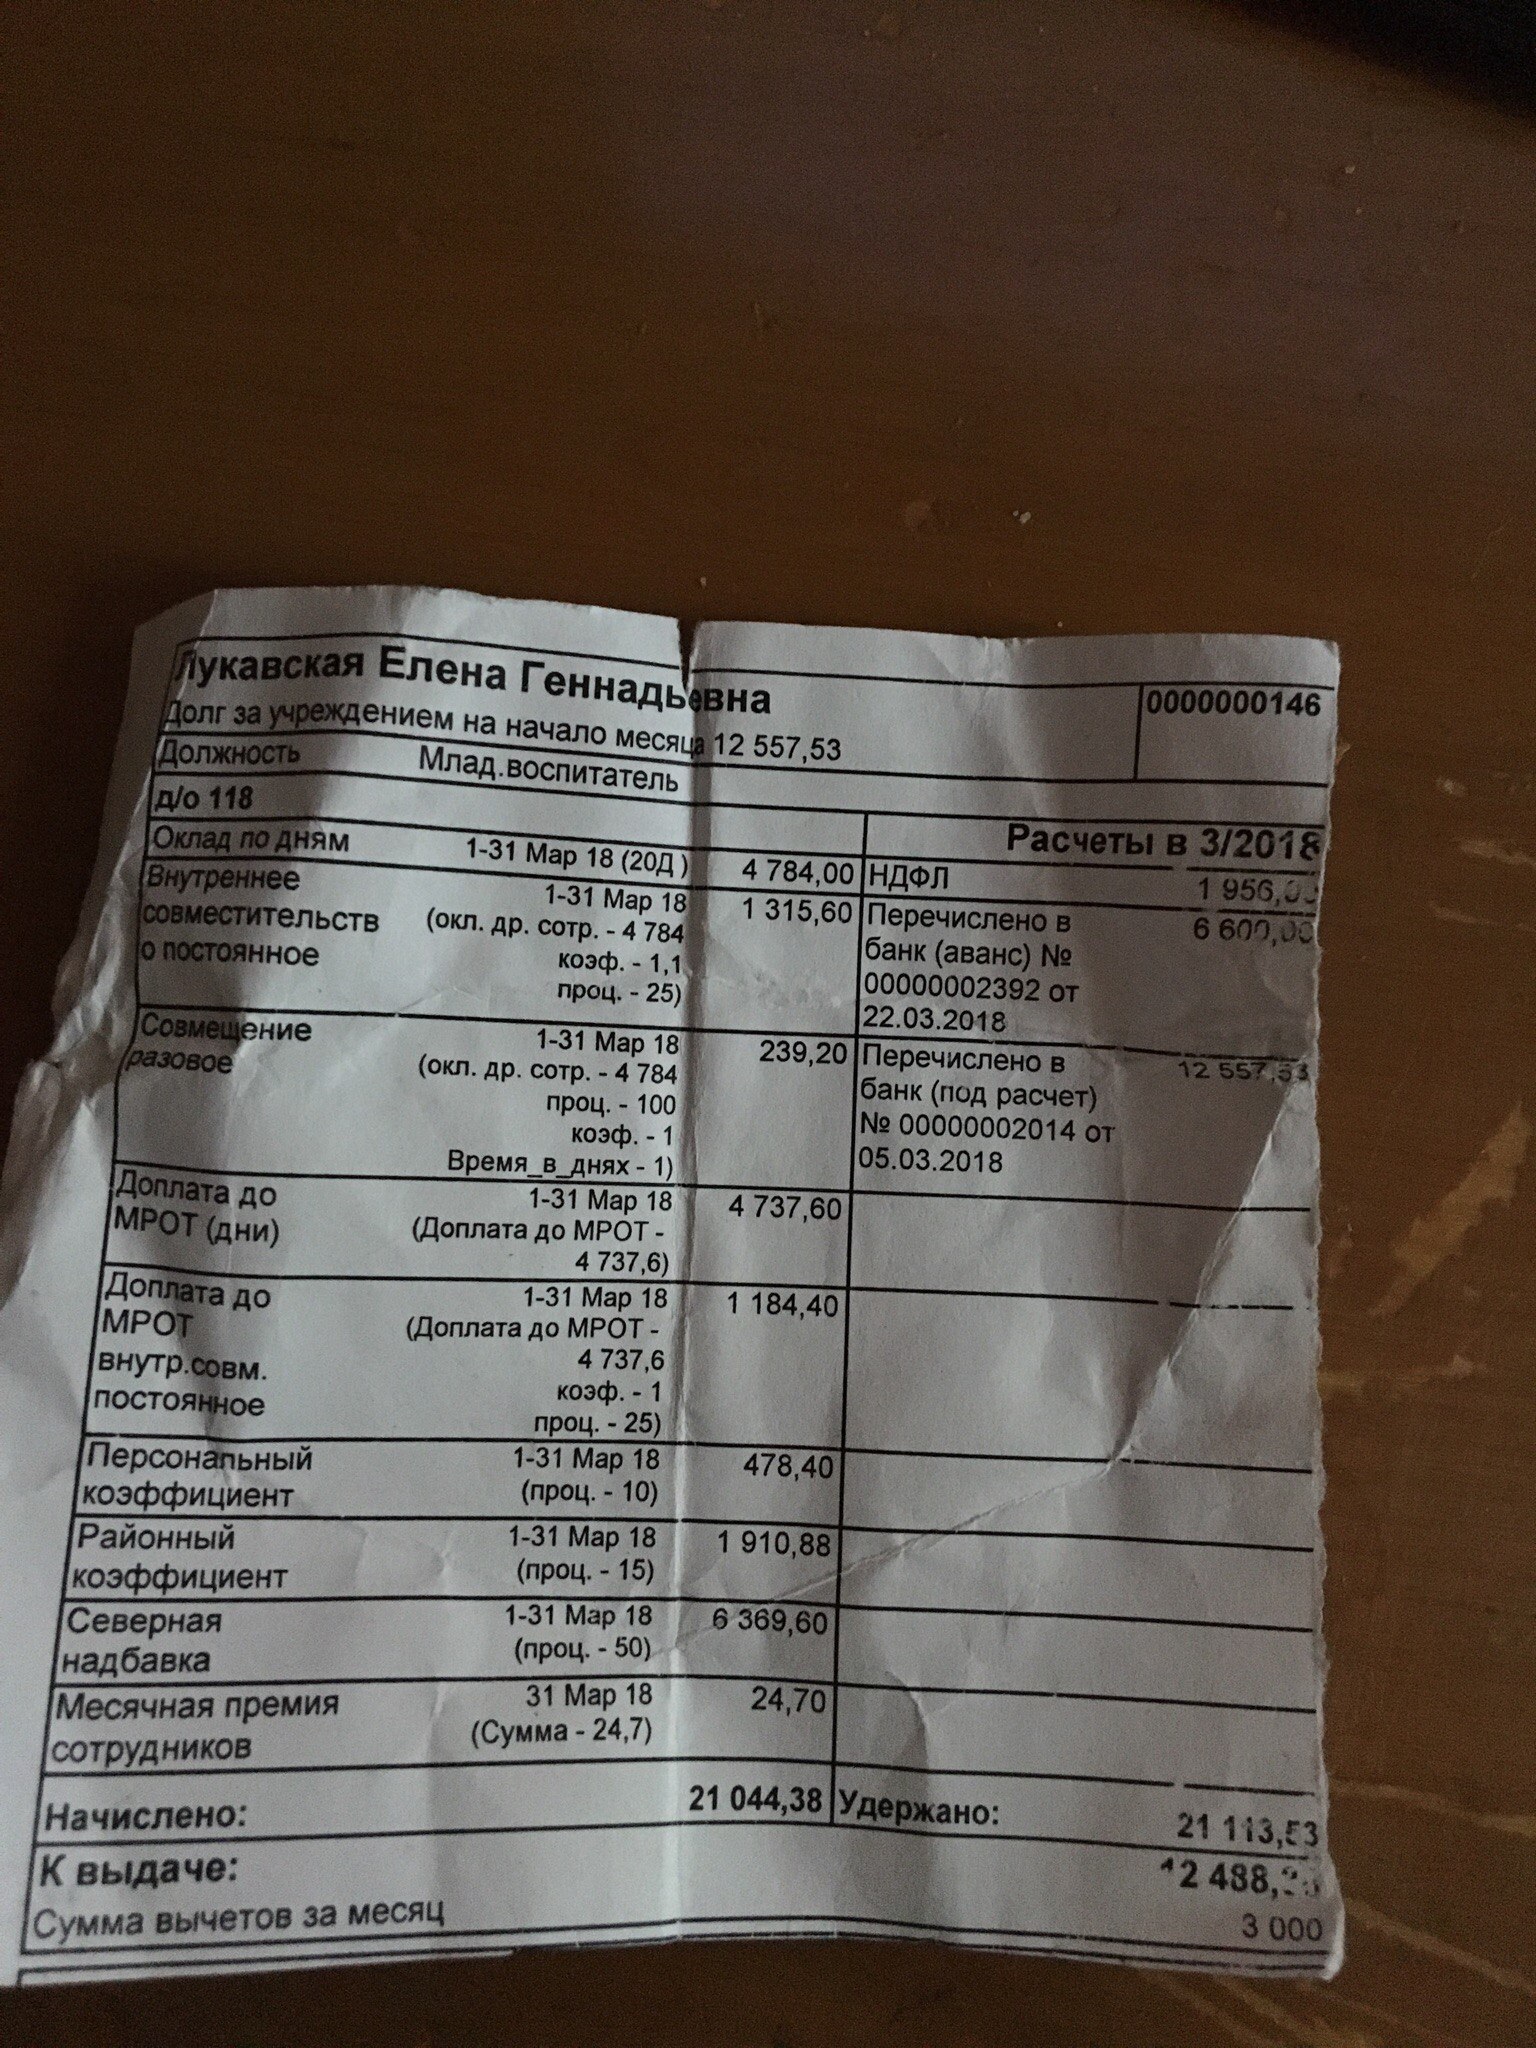 Лукавская Елена Геннадьевна
0000000146
Долг за учреждением на начало месяца 12 557,53
Должность Млад.воспитатель
д/о 118
Расчеты в 3/2018
Оклад по дням 1-31 Мар 18 (20Д ) 4 784,00 НДФЛ 1 956,00
Внутреннее 1-31 Мар 18 1 315,60 Перечислено в 6 600,00
совместительств (окл. др. сотр. - 4 784 банк (аванс) №
о постоянное коэф. - 1,1 00000002392 от
проц. - 25) 22.03.2018
Совмещение 1-31 Мар 18 239,20 Перечислено в 12 557,53
разовое (окл. др. сотр. - 4 784 банк (под расчет)
проц. - 100 № 00000002014 от
коэф. - 1 05.03.2018
Время_в_днях - 1)
Доплата до 1-31 Мар 18 4 737,60
МРОТ (дни) (Доплата до МРОТ -
4 737,6)
Доплата до 1-31 Мар 18 1 184,40
МРОТ (Доплата до МРОТ -
внутр.совм. 4 737,6
постоянное коэф. - 1
проц. - 25)
Персональный 1-31 Мар 18 478,40
коэффициент (проц. - 10)
Районный 1-31 Мар 18 1 910,88
коэффициент (проц. - 15)
Северная 1-31 Мар 18 6 369,60
надбавка (проц. - 50)
Месячная премия 31 Мар 18 24,70
сотрудников (Сумма - 24,7)
Начислено: 21 044,38 Удержано: 21 113,53
К выдаче:
Сумма вычетов за месяц 3 000